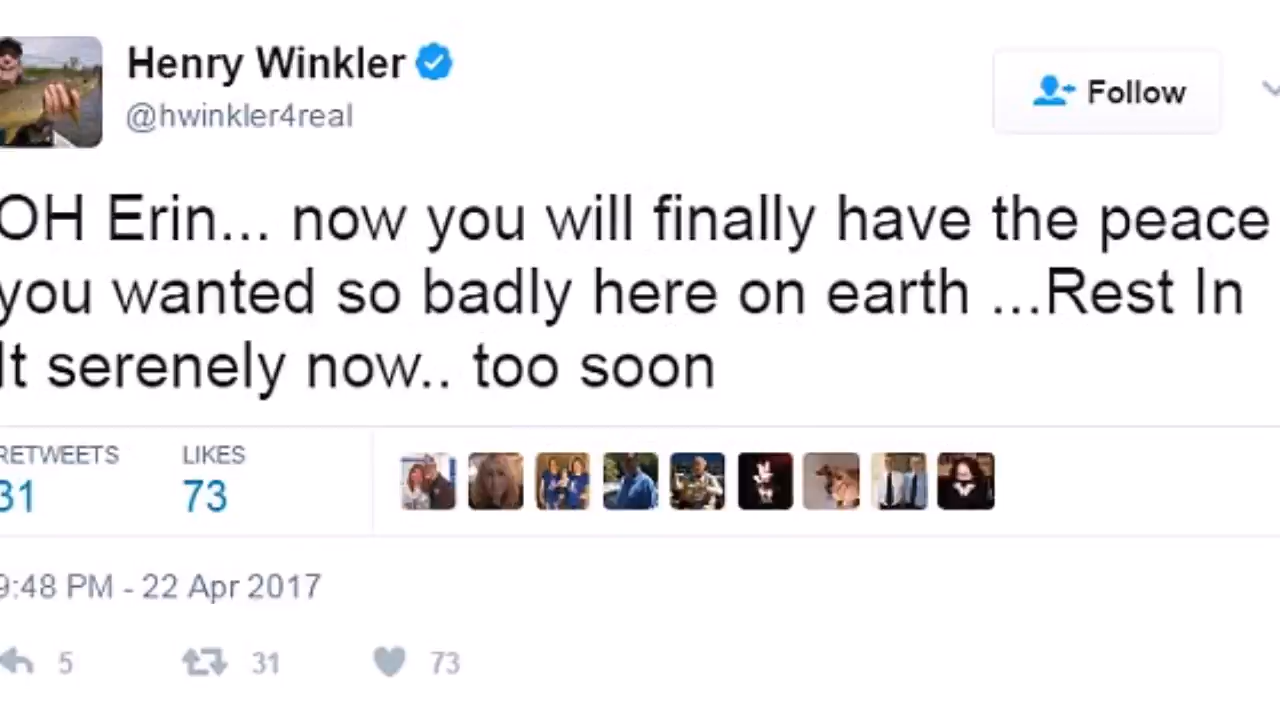 Henry Winkler
@hwinkler4real
Follow
OH Erin... now you will finally have the peace
you wanted so badly here on earth ...Rest In
It serenely now.. too soon
RETWEETS LIKES
31 73
9:48 PM - 22 Apr 2017
5 31 73